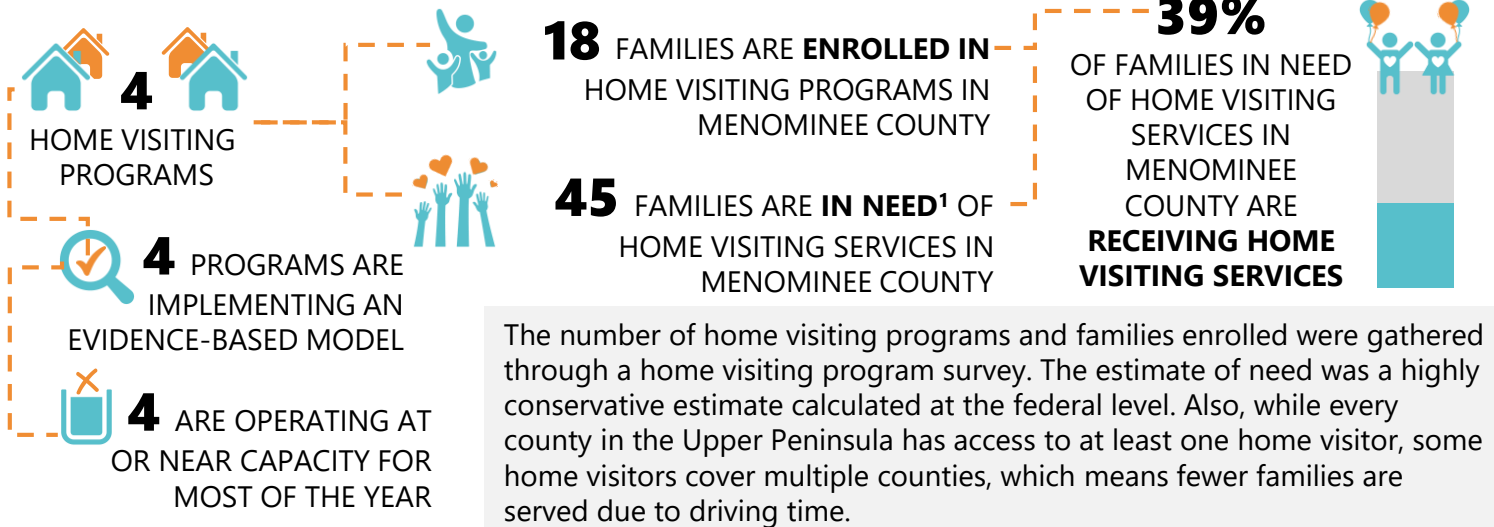 4
HOME VISITING
PROGRAMS
4 PROGRAMS ARE
IMPLEMENTING AN
EVIDENCE-BASED MODEL
4 ARE OPERATING AT
OR NEAR CAPACITY FOR
MOST OF THE YEAR
18 FAMILIES ARE ENROLLED IN
HOME VISITING PROGRAMS IN
MENOMINEE COUNTY
45 FAMILIES ARE IN NEED¹ OF
HOME VISITING SERVICES IN
MENOMINEE COUNTY
39%
OF FAMILIES IN NEED
OF HOME VISITING
SERVICES IN
MENOMINEE
COUNTY ARE
RECEIVING HOME
VISITING SERVICES
The number of home visiting programs and families enrolled were gathered
through a home visiting program survey. The estimate of need was a highly
conservative estimate calculated at the federal level. Also, while every
county in the Upper Peninsula has access to at least one home visitor, some
home visitors cover multiple counties, which means fewer families are
served due to driving time.